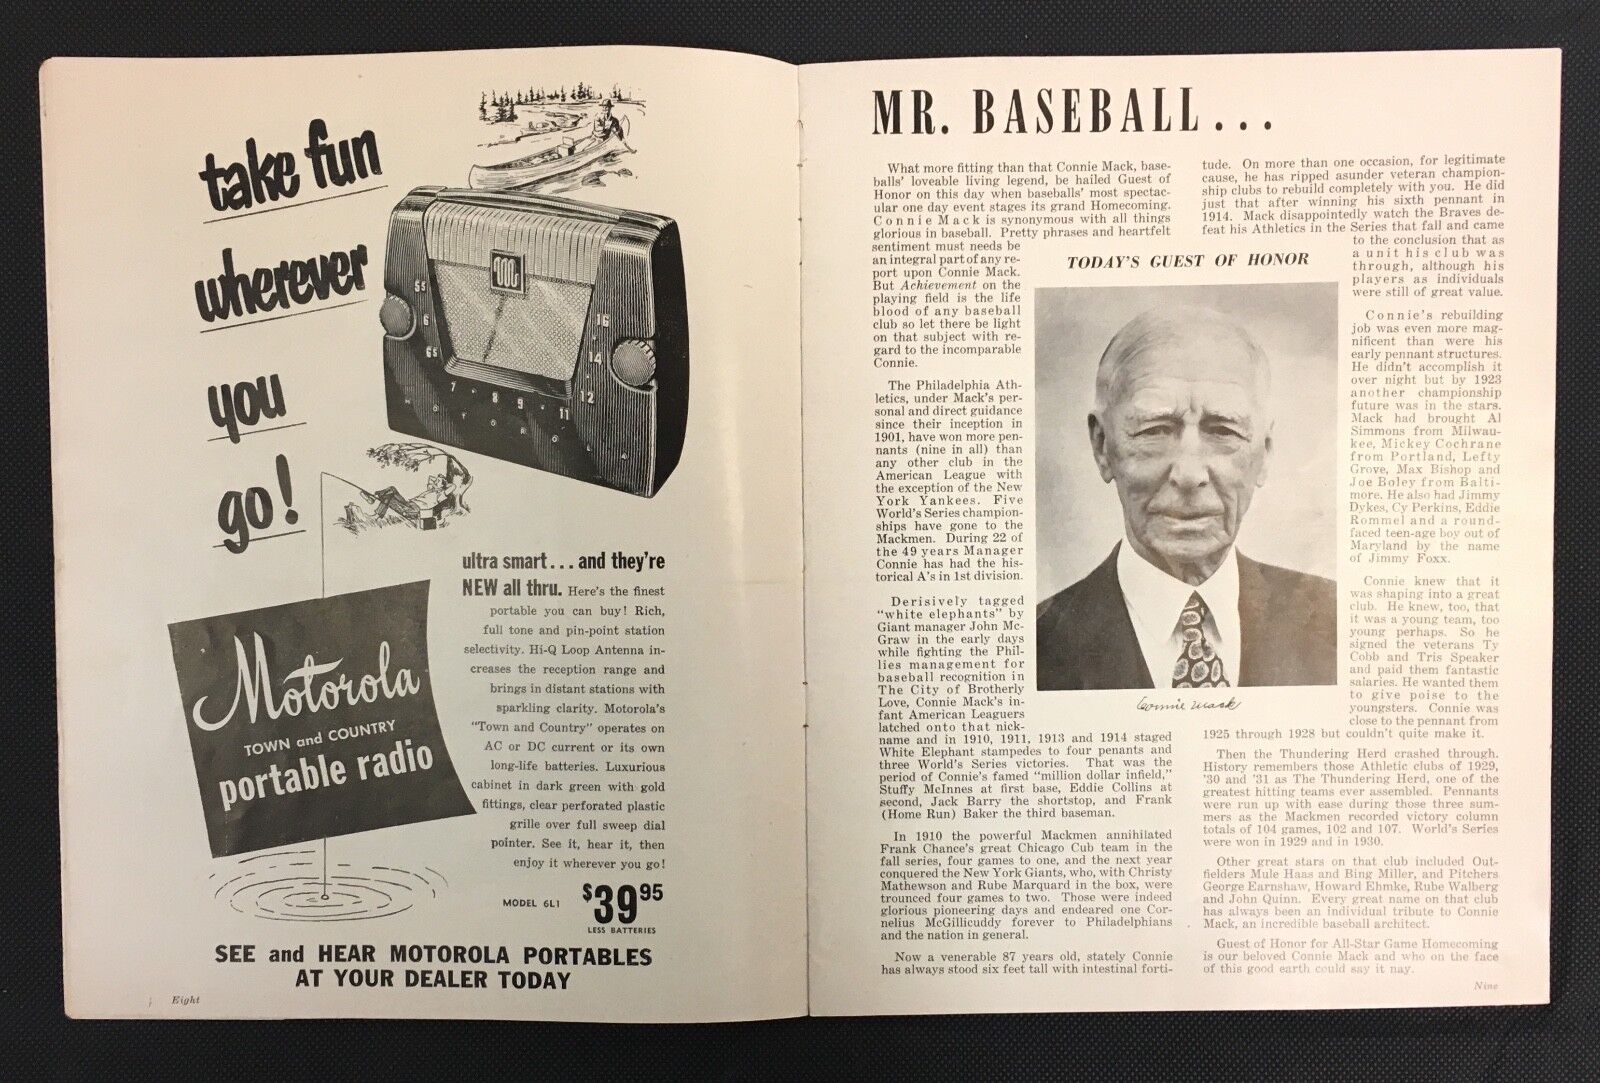 take fun
wherever
you
go!
55
6
65
7
8
9
11
12
14
16
MOTOROLA
ultra smart... and they're
NEW all thru. Here's the finest
portable you can buy! Rich,
full tone and pin-point station
selectivity. Hi-Q Loop Antenna in-
creases the reception range and
brings in distant stations with
sparkling clarity. Motorola's
"Town and Country" operates on
AC or DC current or its own
long-life batteries. Luxurious
cabinet in dark green with gold
fittings, clear perforated plastic
grille over full sweep dial
pointer. See it, hear it, then
enjoy it wherever you go!
Motorola
TOWN and COUNTRY
portable radio
MODEL 6L1 $39.95
LESS BATTERIES
SEE and HEAR MOTOROLA PORTABLES
AT YOUR DEALER TODAY
Eight
MR. BASEBALL...
What more fitting than that Connie Mack, base-
balls' loveable living legend, be hailed Guest of
Honor on this day when baseballs' most spectac-
ular one day event stages its grand Homecoming.
Connie Mack is synonymous with all things
glorious in baseball. Pretty phrases and heartfelt
sentiment must needs be
an integral part of any re-
port upon Connie Mack.
But Achievement on the
playing field is the life
blood of any baseball
club so let there be light
on that subject with re-
gard to the incomparable
Connie.
The Philadelphia Ath-
letics, under Mack's per-
sonal and direct guidance
since their inception in
1901, have won more pen-
nants (nine in all) than
any other club in the
American League with
the exception of the New
York Yankees. Five
World's Series champion-
ships have gone to the
Mackmen. During 22 of
the 49 years Manager
Connie has had the his-
torical A's in 1st division.
Derisively tagged
"white elephants" by
Giant manager John Mc-
Graw in the early days
while fighting the Phil-
lies management for
baseball recognition in
The City of Brotherly
Love, Connie Mack's in-
fant American Leaguers
latched onto that nick-
name and in 1910, 1911, 1913 and 1914 staged
White Elephant stampedes to four penants and
three World's Series victories. That was the
period of Connie's famed "million dollar infield,"
Stuffy McInnes at first base, Eddie Collins at
second, Jack Barry the shortstop, and Frank
(Home Run) Baker the third baseman.
In 1910 the powerful Mackmen annihilated
Frank Chance's great Chicago Cub team in the
fall series, four games to one, and the next year
conquered the New York Giants, who, with Christy
Mathewson and Rube Marquard in the box, were
trounced four games to two. Those were indeed
glorious pioneering days and endeared one Cor-
nelius McGillicuddy forever to Philadelphians
and the nation in general.
Now a venerable 87 years old, stately Connie
has always stood six feet tall with intestinal forti-
TODAY'S GUEST OF HONOR
Connie Mack
tude. On more than one occasion, for legitimate
cause, he has ripped asunder veteran champion-
ship clubs to rebuild completely with you. He did
just that after winning his sixth pennant in
1914. Mack disappointedly watch the Braves de-
feat his Athletics in the Series that fall and came
to the conclusion that as
a unit his club was
through, although his
players as individuals
were still of great value.
Connie's rebuilding
job was even more mag-
nificent than were his
early pennant structures.
He didn't accomplish it
over night but by 1923
another championship
future was in the stars.
Mack had brought Al
Simmons from Milwau-
kee, Mickey Cochrane
from Portland, Lefty
Grove, Max Bishop and
Joe Boley from Balti-
more. He also had Jimmy
Dykes, Cy Perkins, Eddie
Rommel and a round-
faced teen-age boy out of
Maryland by the name
of Jimmy Foxx.
Connie knew that it
was shaping into a great
club. He knew, too, that
it was a young team, too
young perhaps. So he
signed the veterans Ty
Cobb and Tris Speaker
and paid them fantastic
salaries. He wanted them
to give poise to the
youngsters. Connie was
close to the pennant from
1925 through 1928 but couldn't quite make it.
Then the Thundering Herd crashed through.
History remembers those Athletic clubs of 1929,
'30 and '31 as The Thundering Herd, one of the
greatest hitting teams ever assembled. Pennants
were run up with ease during those three sum-
mers as the Mackmen recorded victory column
totals of 104 games, 102 and 107. World's Series
were won in 1929 and in 1930.
Other great stars on that club included Out-
fielders Mule Haas and Bing Miller, and Pitchers
George Earnshaw, Howard Ehmke, Rube Walberg
and John Quinn. Every great name on that club
has always been an individual tribute to Connie
Mack, an incredible baseball architect.
Guest of Honor for All-Star Game Homecoming
is our beloved Connie Mack and who on the face
of this good earth could say it nay.
Nine